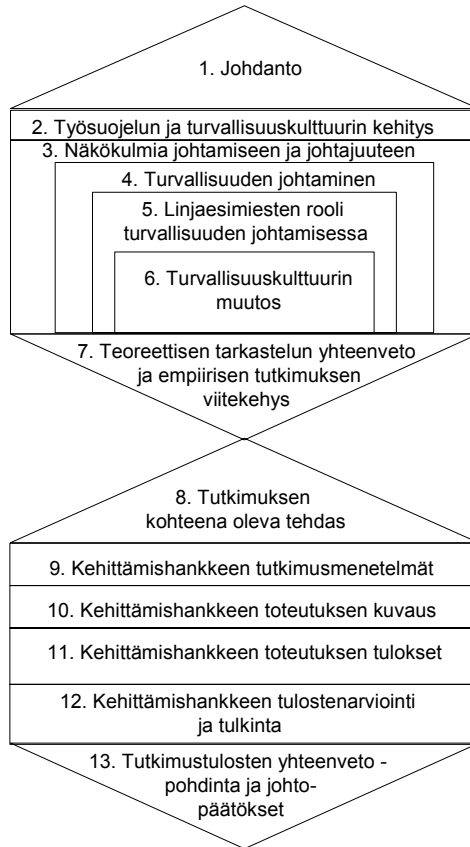 1. Johdanto
2. Työsuojelun ja turvallisuuskulttuurin kehitys
3. Näkökulmia johtamiseen ja johtajuuteen
4. Turvallisuuden johtaminen
5. Linjaesimiesten rooli
turvallisuuden johtamisessa
6. Turvallisuuskulttuurin
muutos
7. Teoreettisen tarkastelun yhteenveto
ja empiirisen tutkimuksen
viitekehys
8. Tutkimuksen
kohteena oleva tehdas
9. Kehittämishankkeen tutkimusmenetelmät
10. Kehittämishankkeen toteutuksen kuvaus
11. Kehittämishankkeen toteutuksen tulokset
12. Kehittämishankkeen tulostenarviointi
ja tulkinta
13. Tutkimustulosten yhteenveto -
pohdinta ja johto-
päätökset